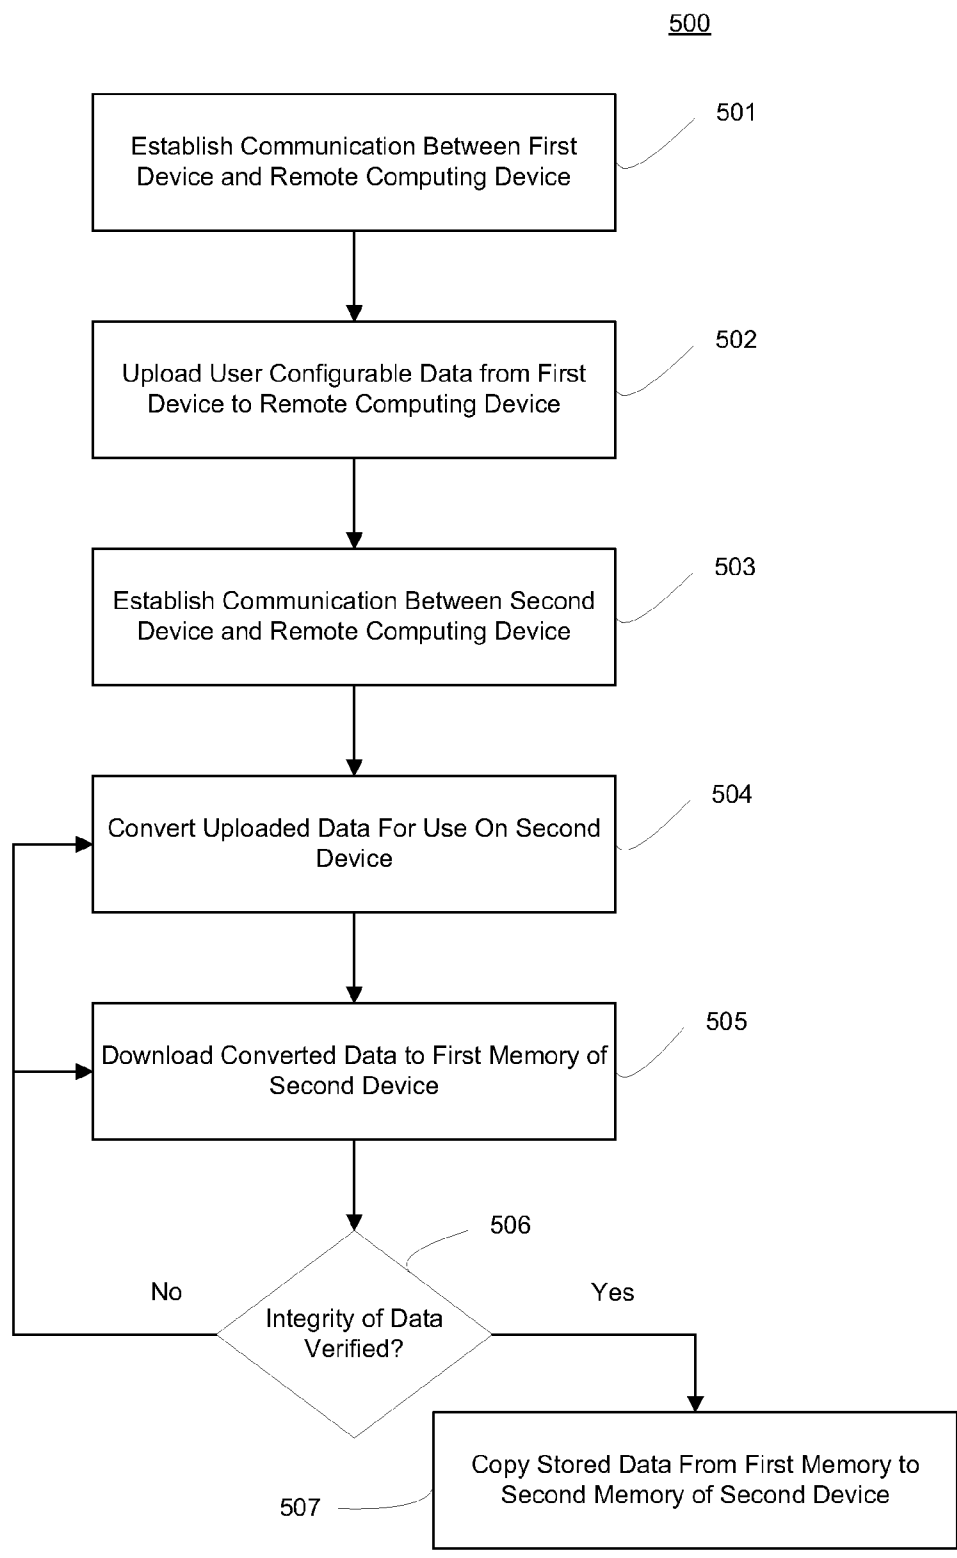 500
501
Establish Communication Between First
Device and Remote Computing Device
502
Upload User Configurable Data from First
Device to Remote Computing Device
503
Establish Communication Between Second
Device and Remote Computing Device
504
Convert Uploaded Data For Use On Second
Device
505
Download Converted Data to First Memory of
Second Device
506
No
Yes
Integrity of Data
Verified?
Copy Stored Data From First Memory to
Second Memory of Second Device
507